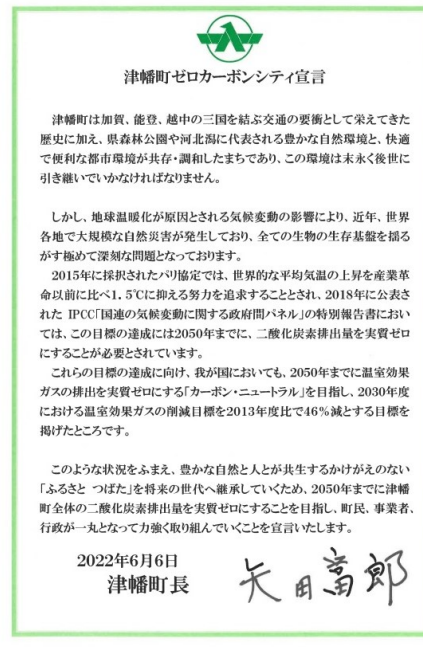 津幡町ゼロカーボンシティ宣言
津幡町は加賀、能登、越中の三国を結ぶ交通の要衝として栄えてきた
歴史に加え、県森林公園や河北潟に代表される豊かな自然環境と、快適
で便利な都市環境が共存・調和したまちであり、この環境は末永く後世に
引き継いでいかなければなりません。
しかし、地球温暖化が原因とされる気候変動の影響により、近年、世界
各地で大規模な自然災害が発生しており、全ての生物の生存基盤を揺る
がす極めて深刻な問題となっております。
2015年に採択されたパリ協定では、世界的な平均気温の上昇を産業革
命以前に比べ1.5℃に抑える努力を追求することとされ、2018年に公表さ
れた IPCC「国連の気候変動に関する政府間パネル」の特別報告書におい
ては、この目標の達成には2050年までに、二酸化炭素排出量を実質ゼロ
にすることが必要とされています。
これらの目標の達成に向け、我が国においても、2050年までに温室効果
ガスの排出を実質ゼロにする「カーボン・ニュートラル」を目指し、2030年度
における温室効果ガスの削減目標を2013年度比で46%減とする目標を
掲げたところです。
このような状況をふまえ、豊かな自然と人とが共生するかけがえのない
「ふるさと つばた」を将来の世代へ継承していくため、2050年までに津幡
町全体の二酸化炭素排出量を実質ゼロにすることを目指し、町民、事業者、
行政が一丸となって力強く取り組んでいくことを宣言いたします。
2022年6月6日
津幡町長 矢田富郎